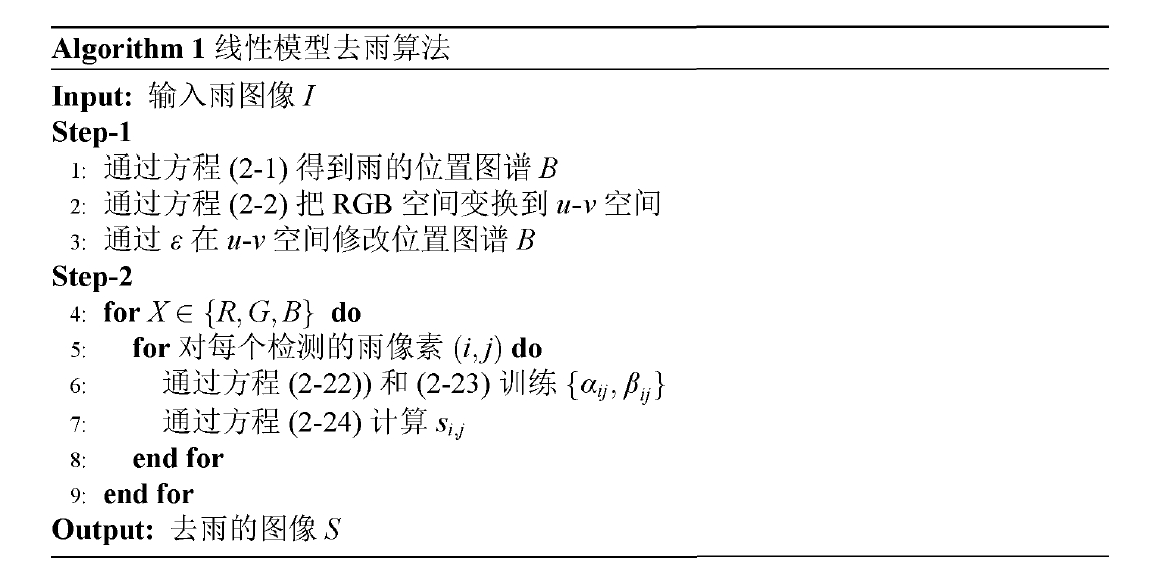 Algorithm 1 线性模型去雨算法
Input: 输入雨图像 I
Step-1
1: 通过方程 (2-1) 得到雨的位置图谱 B
2: 通过方程 (2-2) 把 RGB 空间变换到 u-v 空间
3: 通过 ε 在 u-v 空间修改位置图谱 B
Step-2
4: for X ∈ {R, G, B} do
5: for 对每个检测的雨像素 (i, j) do
6: 通过方程 (2-22)) 和 (2-23) 训练 {α_{ij}, β_{ij}}
7: 通过方程 (2-24) 计算 s_{i,j}
8: end for
9: end for
Output: 去雨的图像 S